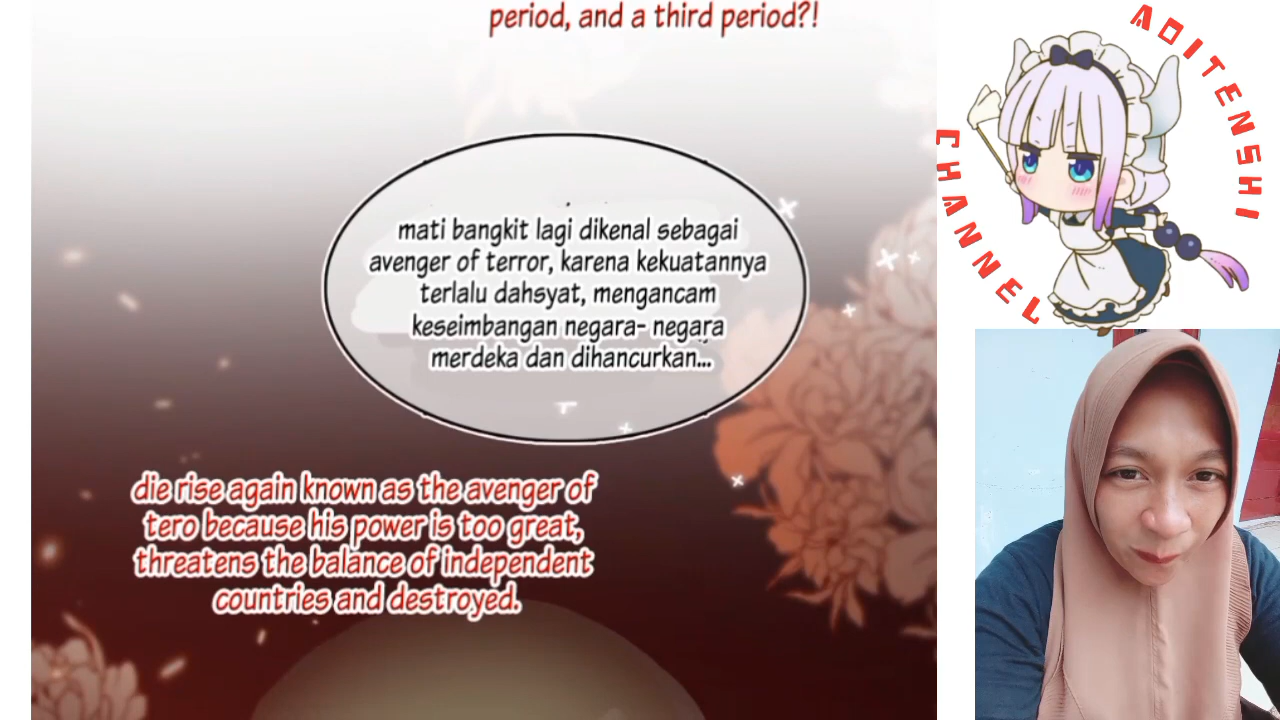 period, and a third period?!
mati bangkit lagi dikenal sebagai
avenger of terror, karena kekuatannya
terlalu dahsyat, mengancam
keseimbangan negara- negara
merdeka dan dihancurkan...
die rise again known as the avenger of
tero because his power is too great,
threatens the balance of independent
countries and destroyed.
AOITENSHI
CHANNEL